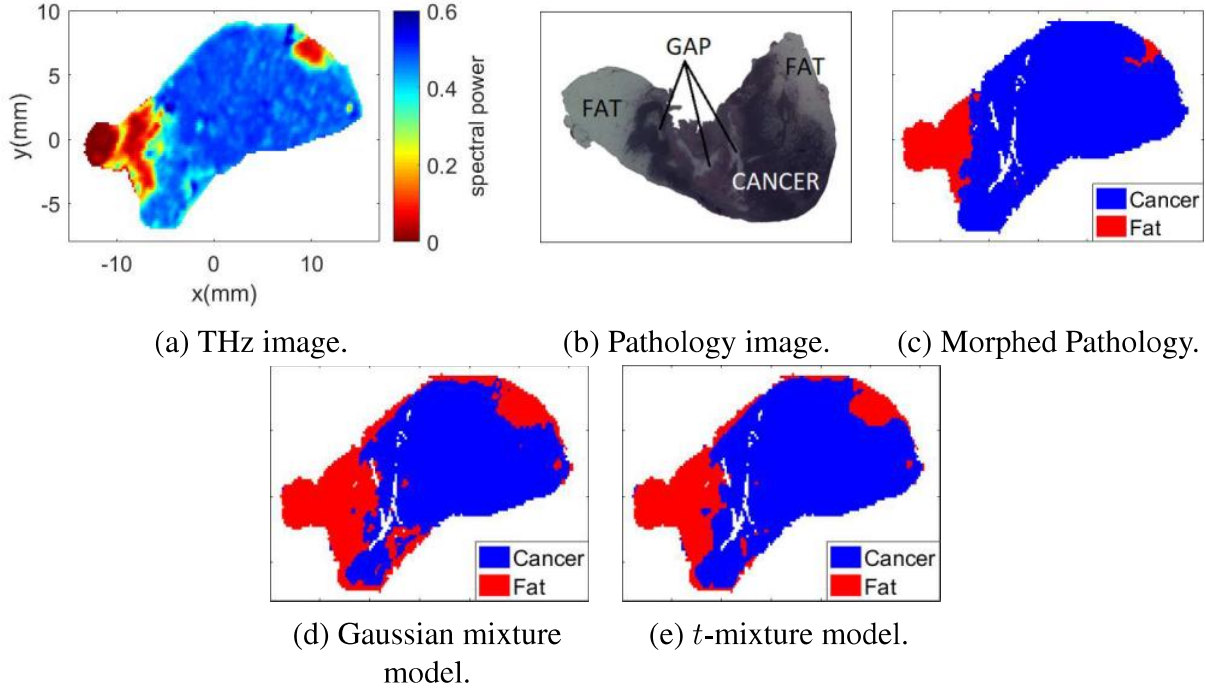 10
5
0
-5
y(mm)
-10
0
10
x(mm)
0.6
0.4
0.2
0
spectral power
GAP
FAT
FAT
CANCER
Cancer
Fat
(a) THz image.
(b) Pathology image.
(c) Morphed Pathology.
Cancer
Fat
Cancer
Fat
(d) Gaussian mixture
model.
(e) t-mixture model.